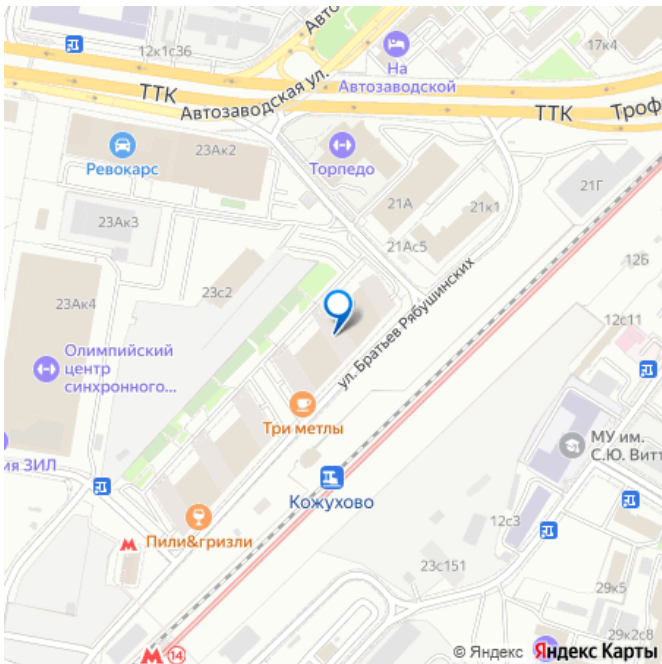 12к1с36
Авто
17к4
На
Автозаводской
ТТК
Автозаводская ул.
ТТК
Троф
23Ак2
Ревокарс
Торпедо
21Г
21А
21к1
23Ак3
21Ас5
12Б
23с2
23Ак4
12с11
ул. Братьев Рябушинских
Олимпийский
центр
синхронного...
Три метлы
МУ им.
С.Ю. Витт
ия ЗИЛ
Кожухово
12с3
Пили&гризли
23с151
29к5
29к2с8
14
© Яндекс Яндекс Карты